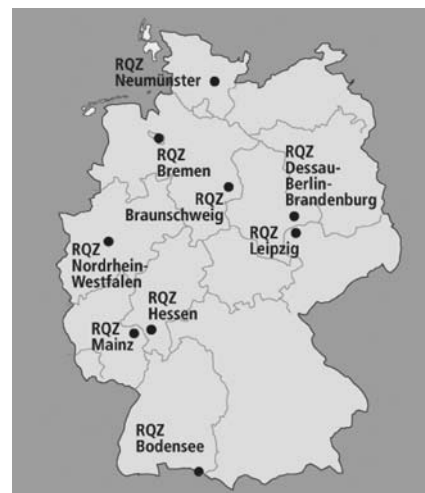 RQZ
Neumünster
RQZ
Bremen
RQZ
Dessau-
Berlin-
Brandenburg
RQZ
Braunschweig
RQZ
Leipzig
RQZ
Nordrhein-
Westfalen
RQZ
Hessen
RQZ
Mainz
RQZ
Bodensee